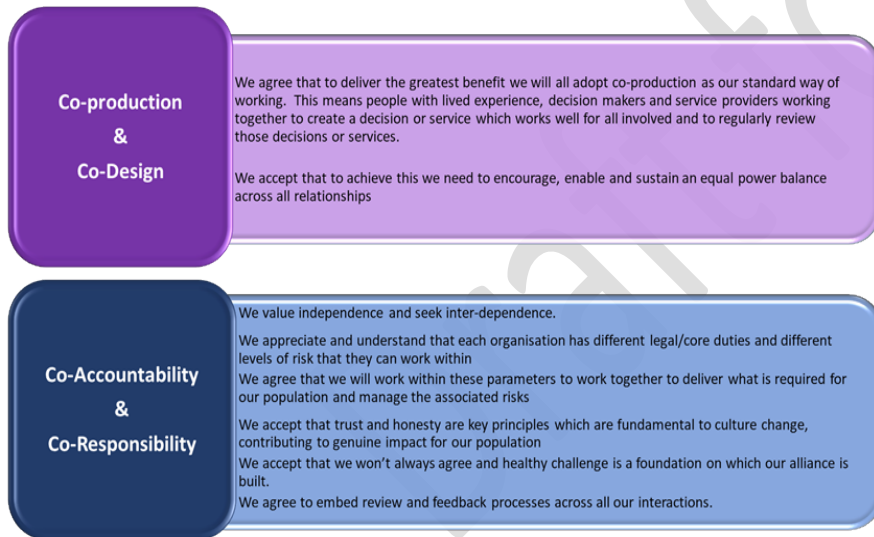 Co-production
&
Co-Design
We agree that to deliver the greatest benefit we will all adopt co-production as our standard way of
working.  This means people with lived experience, decision makers and service providers working
together to create a decision or service which works well for all involved and to regularly review
those decisions or services.
We accept that to achieve this we need to encourage, enable and sustain an equal power balance
across all relationships
Co-Accountability
&
Co-Responsibility
We value independence and seek inter-dependence.
We appreciate and understand that each organisation has different legal/core duties and different
levels of risk that they can work within
We agree that we will work within these parameters to work together to deliver what is required for
our population and manage the associated risks
We accept that trust and honesty are key principles which are fundamental to culture change,
contributing to genuine impact for our population
We accept that we won’t always agree and healthy challenge is a foundation on which our alliance is
built.
We agree to embed review and feedback processes across all our interactions.